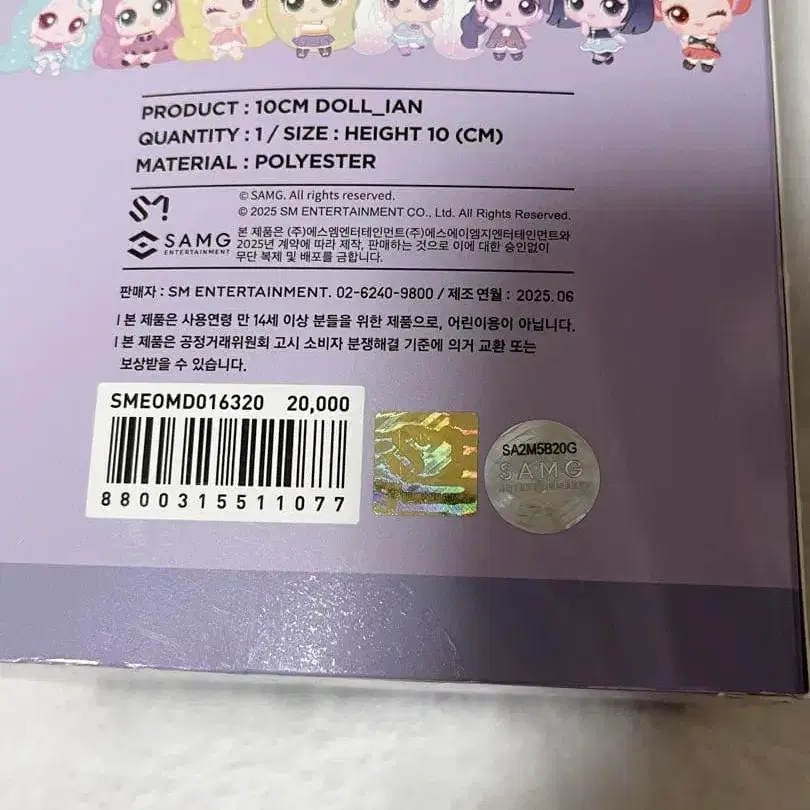 PRODUCT : 10CM DOLL_IAN
QUANTITY : 1 / SIZE : HEIGHT 10 (CM)
MATERIAL : POLYESTER
SM!
© SAMG. All rights reserved.
© 2025 SM ENTERTAINMENT CO., Ltd. All Rights Reserved.
SAMG
ENTERTAINMENT
본 제품은 (주)에스엠엔터테인먼트(주)에스에이엠지엔터테인먼트와
2025년 계약에 따라 제작, 판매하는 것으로 이에 대한 승인없이
무단 복제 및 배포를 금합니다.
판매자 : SM ENTERTAINMENT. 02-6240-9800 / 제조 연월 : 2025. 06
ㅣ본 제품은 사용연령 만 14세 이상 분들을 위한 제품으로, 어린이용이 아닙니다.
ㅣ본 제품은 공정거래위원회 고시 소비자 분쟁해결 기준에 의거 교환 또는
보상받을 수 있습니다.
SMEOMD016320 20,000
8800315511077
SA2M5B20G
SAMG
ENTERTAINMENT